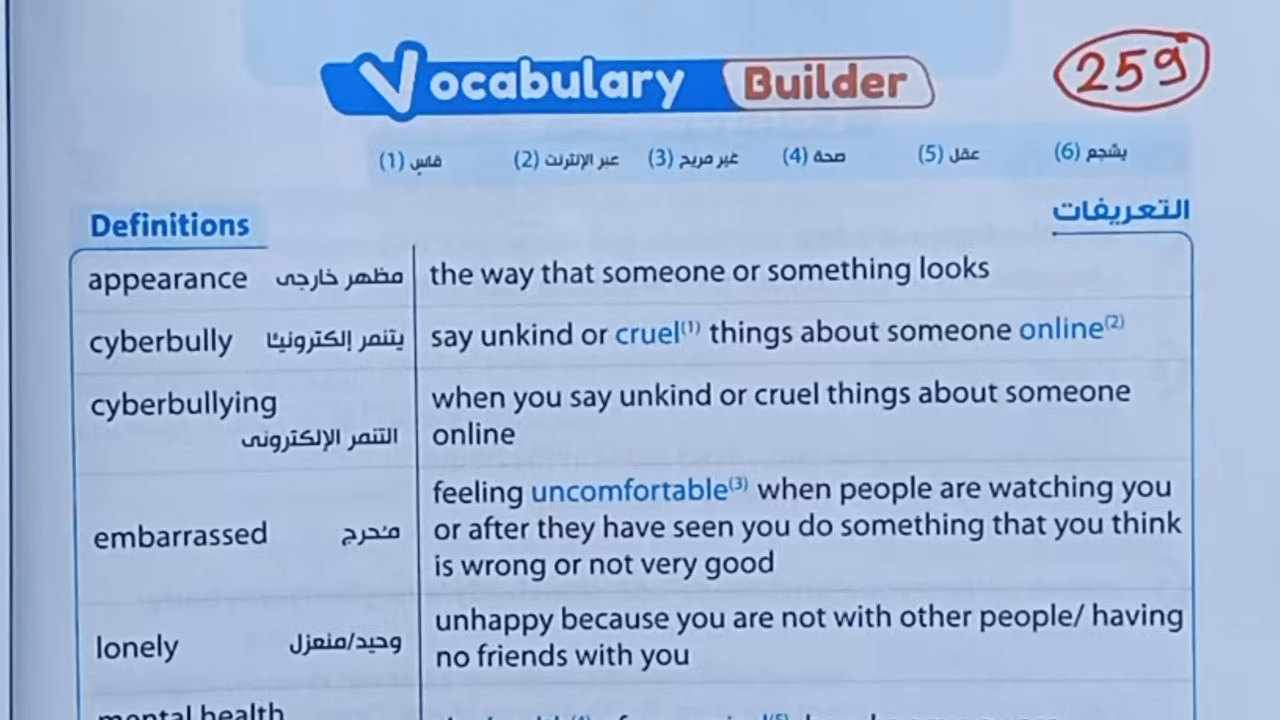 Vocabulary Builder
259
(1) قاسٍ (2) عبر الإنترنت (3) غير مريح (4) صحة (5) عقل (6) يشجع
Definitions التعريفات
appearance مظهر خارجى the way that someone or something looks
cyberbully يتنمر إلكترونيًا say unkind or cruel(1) things about someone online(2)
cyberbullying when you say unkind or cruel things about someone
التنمر الإلكترونى online
feeling uncomfortable(3) when people are watching you
embarrassed مُحرج or after they have seen you do something that you think
is wrong or not very good
unhappy because you are not with other people/ having
lonely وحيد/منعزل no friends with you
mental health